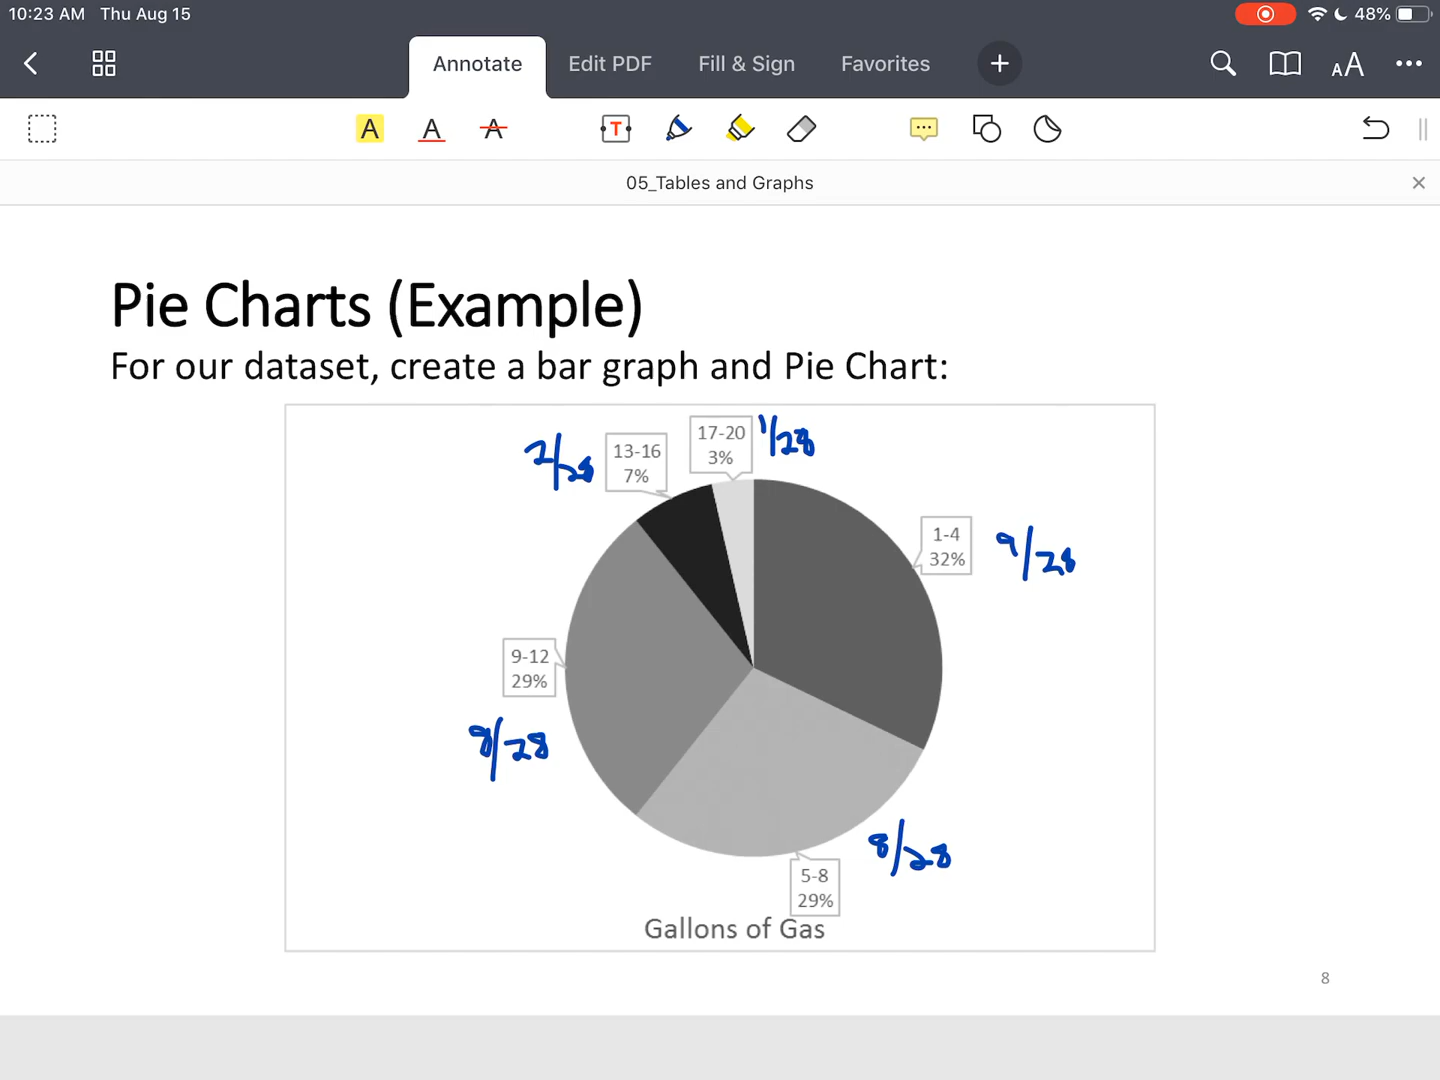 10:23 AM Thu Aug 15
48%
Annotate
Edit PDF
Fill & Sign
Favorites
A
A
A
T
AA
05_Tables and Graphs
Pie Charts (Example)
For our dataset, create a bar graph and Pie Chart:
2/28
13-16
7%
17-20
3%
1/28
1-4
32%
9/28
9-12
29%
8/28
5-8
29%
8/28
Gallons of Gas
8